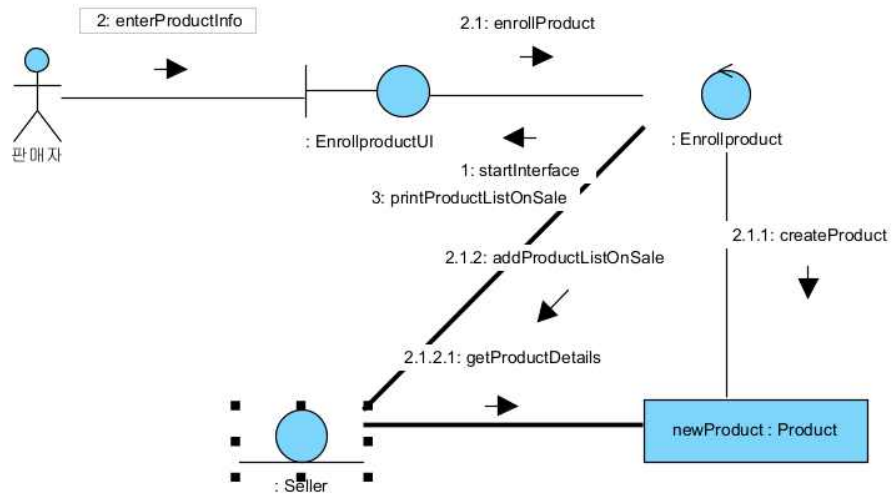 2: enterProductInfo
2.1: enrollProduct
판매자
: EnrollproductUI
: Enrollproduct
1: startInterface
3: printProductListOnSale
2.1.1: createProduct
2.1.2: addProductListOnSale
2.1.2.1: getProductDetails
newProduct : Product
: Seller